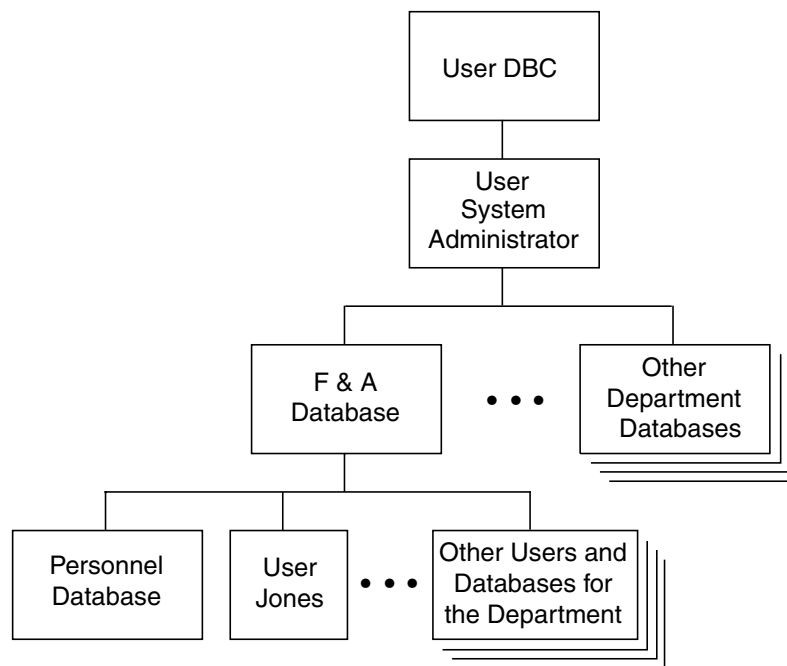 User DBC
User
System
Administrator
F & A
Database
Other
Department
Databases
Personnel
Database
User
Jones
Other Users and
Databases for
the Department